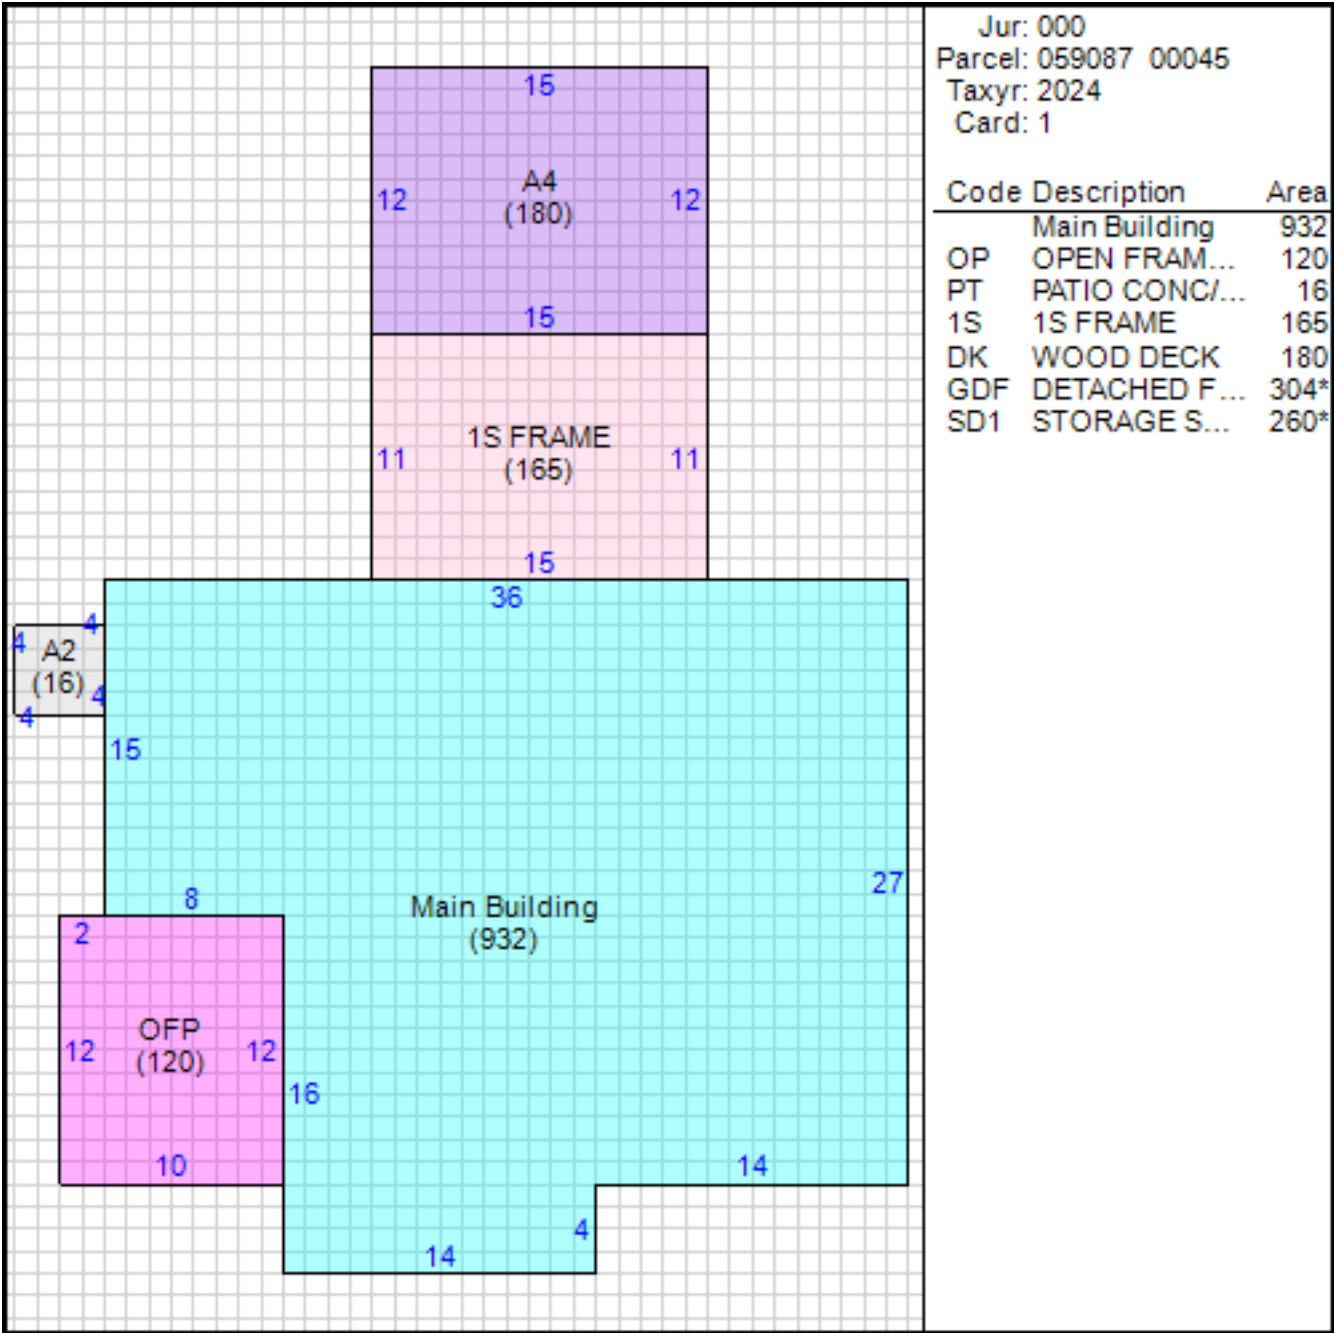 Jur: 000
Parcel: 059087 00045
Taxyr: 2024
Card: 1
Code Description Area
Main Building 932
OP OPEN FRAM... 120
PT PATIO CONC/... 16
1S 1S FRAME 165
DK WOOD DECK 180
GDF DETACHED F... 304*
SD1 STORAGE S... 260*
15
12 A4 12
(180)
15
1S FRAME
11 (165) 11
15
36
4
4
A2
(16)
4
4
15
27
8
Main Building
(932)
2
OFP
12 (120) 12
16
10
14
4
14